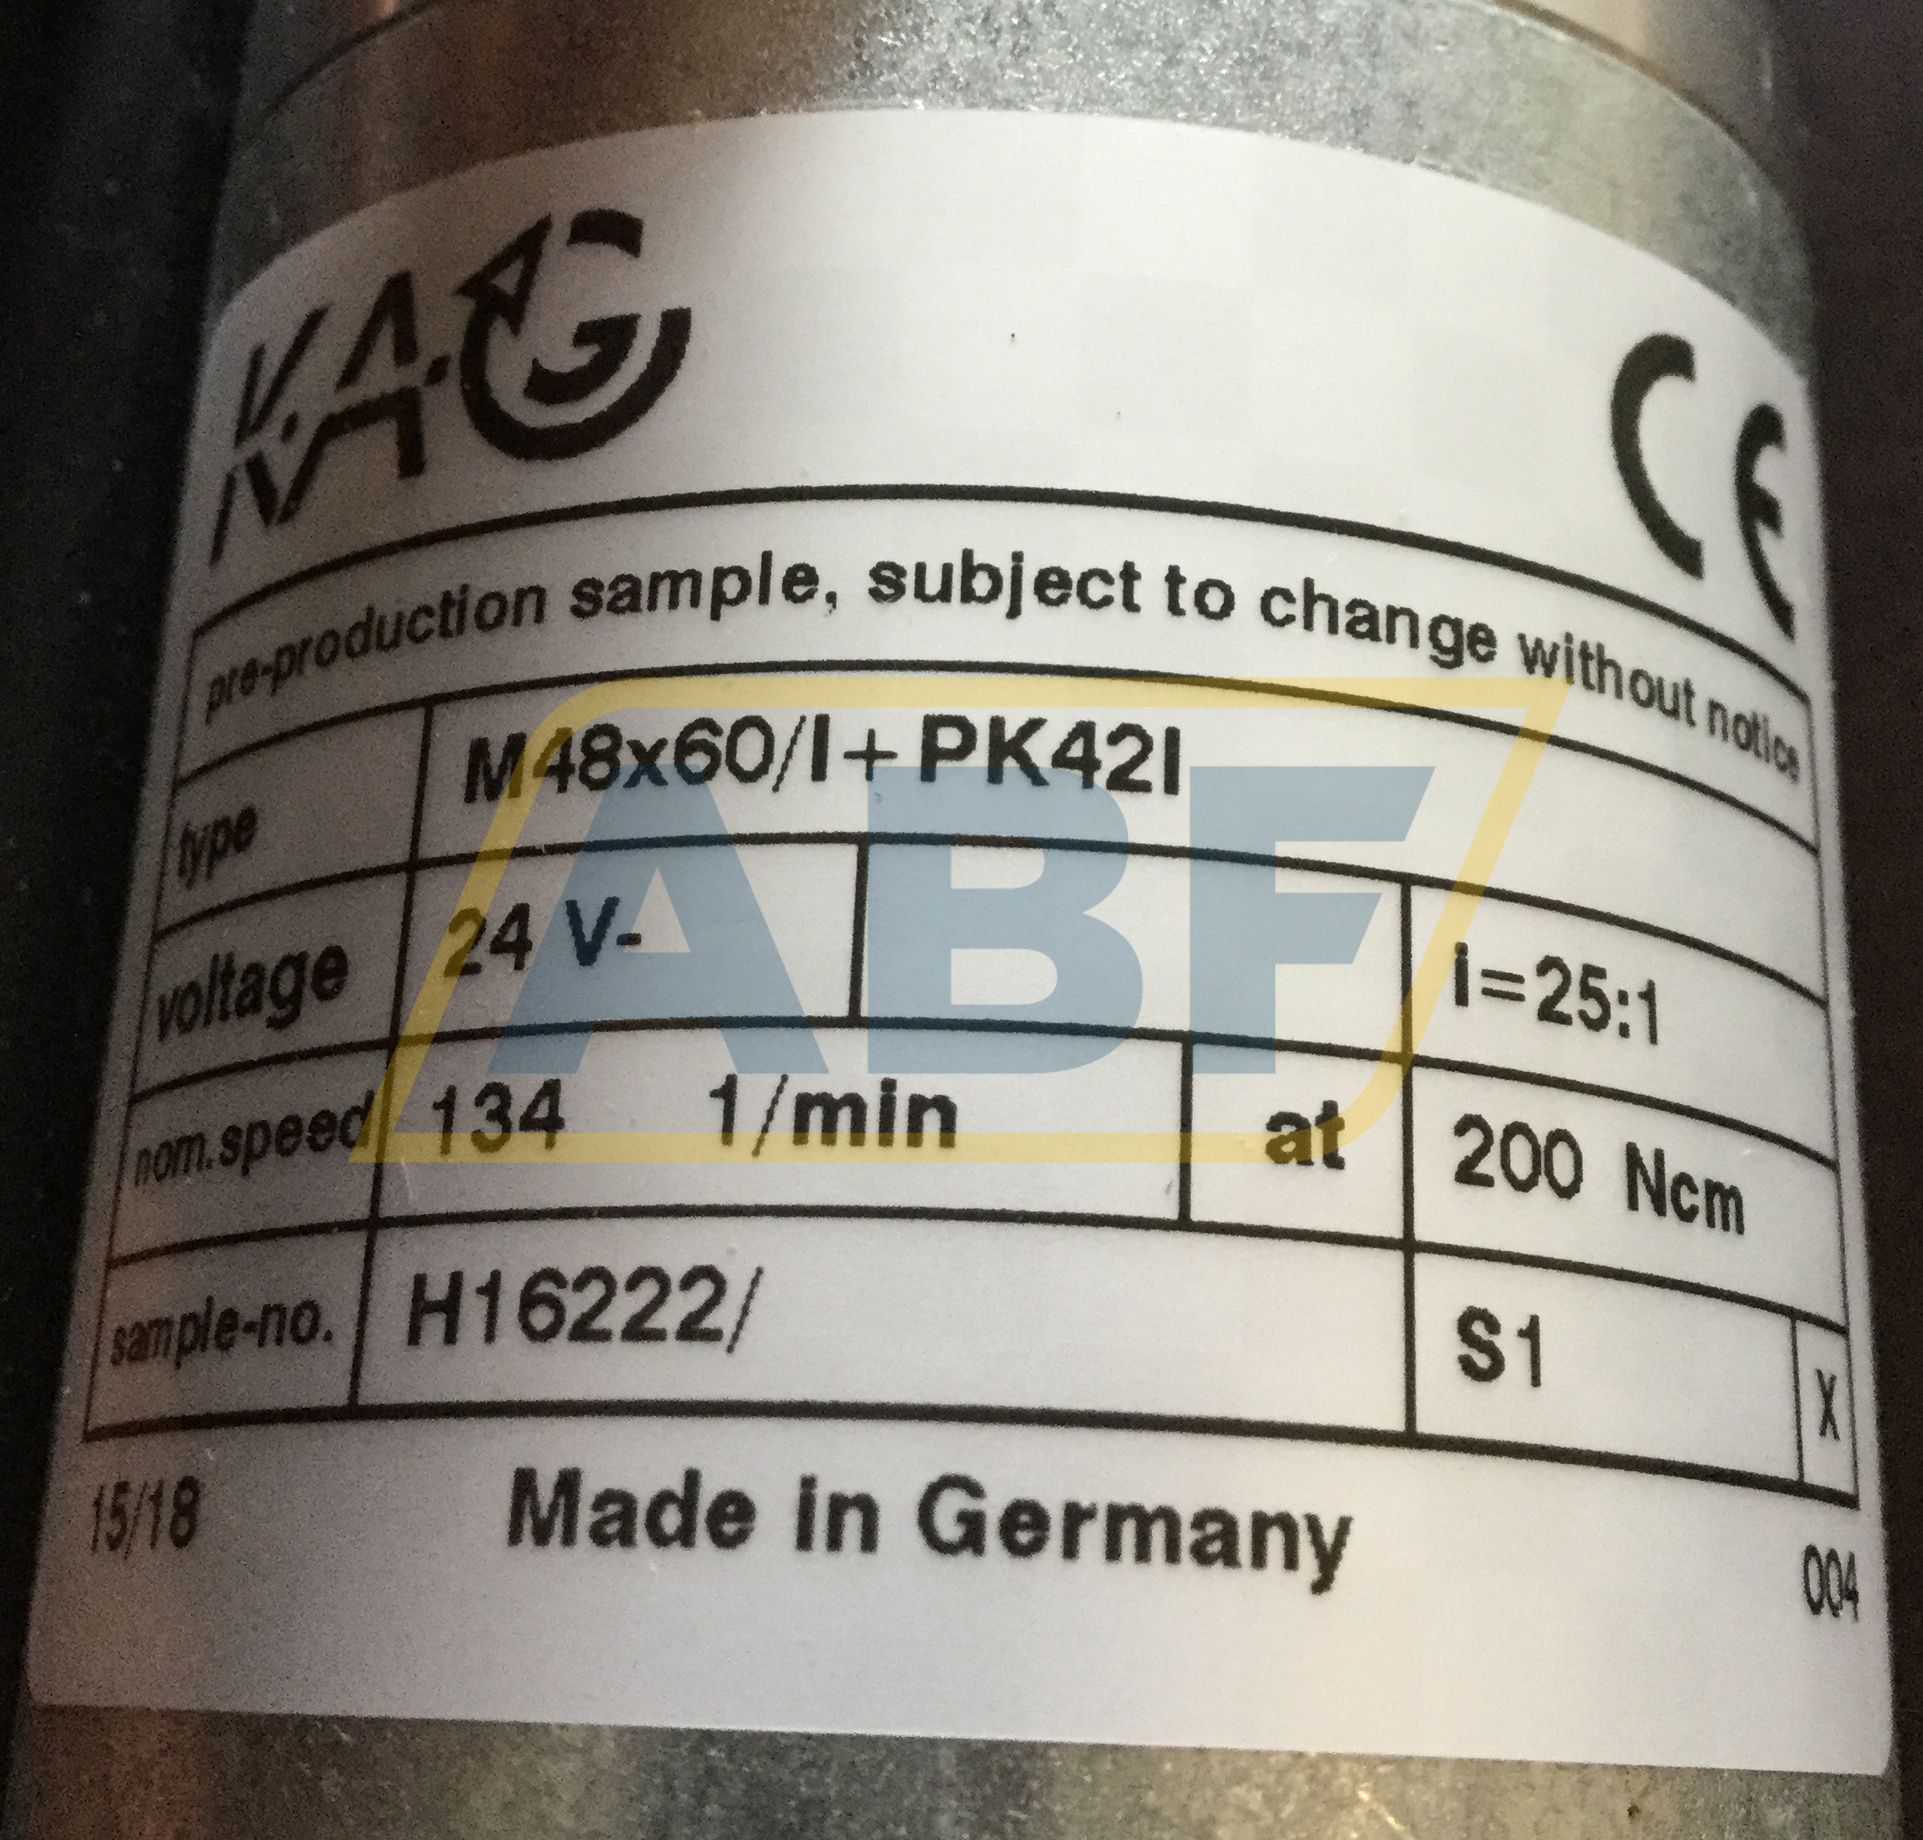 KAG
CE
pre-production sample, subject to change without notice
type M48x60/I+PK42I
voltage 24 V- i=25:1
nom.speed 134 1/min at 200 Ncm
sample-no. H16222/ S1 X
15/18 Made in Germany 004
ABF